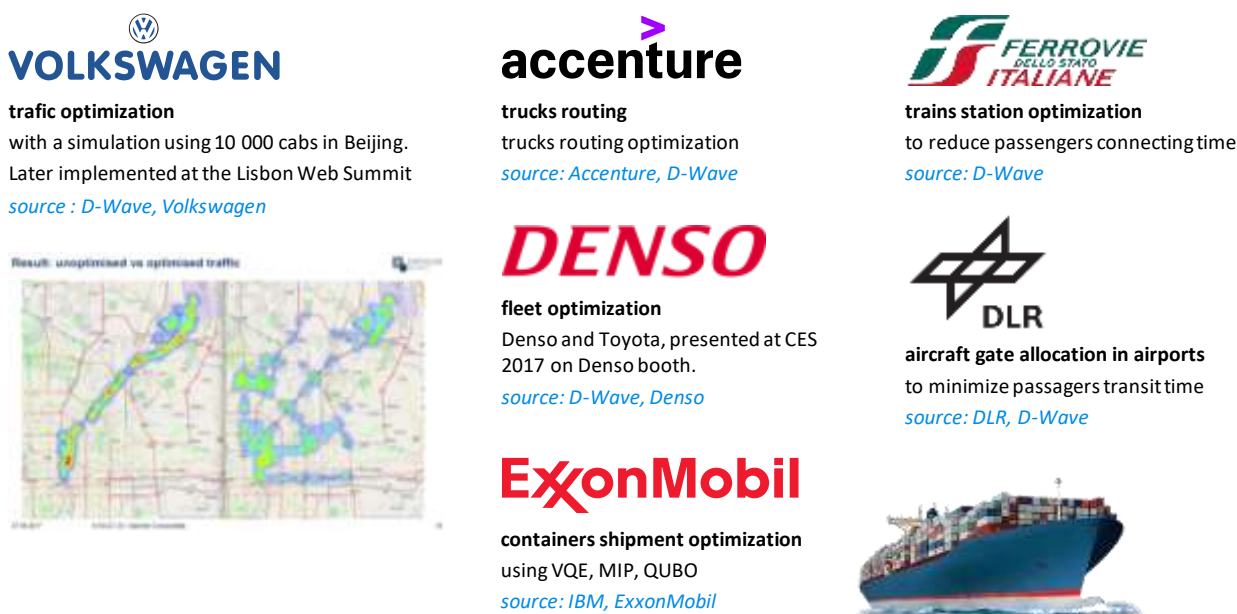 VOLKSWAGEN
trafic optimization
with a simulation using 10 000 cabs in Beijing.
Later implemented at the Lisbon Web Summit
source : D-Wave, Volkswagen
Result: unoptimised vs optimised traffic
accenture
trucks routing
trucks routing optimization
source: Accenture, D-Wave
DENSO
fleet optimization
Denso and Toyota, presented at CES
2017 on Denso booth.
source: D-Wave, Denso
ExxonMobil
containers shipment optimization
using VQE, MIP, QUBO
source: IBM, ExxonMobil
FERROVIE
DELLO STATO
ITALIANE
trains station optimization
to reduce passengers connecting time
source: D-Wave
DLR
aircraft gate allocation in airports
to minimize passagers transit time
source: DLR, D-Wave